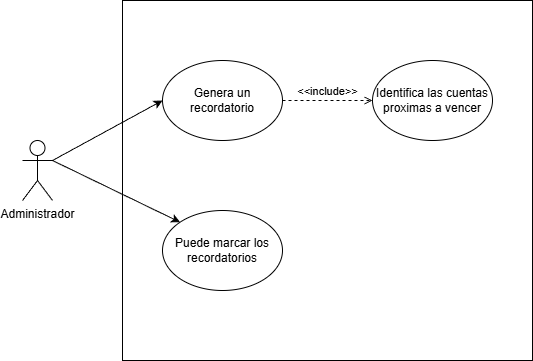 Genera un
recordatorio
<<include>>
Identifica las cuentas
proximas a vencer
Administrador
Puede marcar los
recordatorios